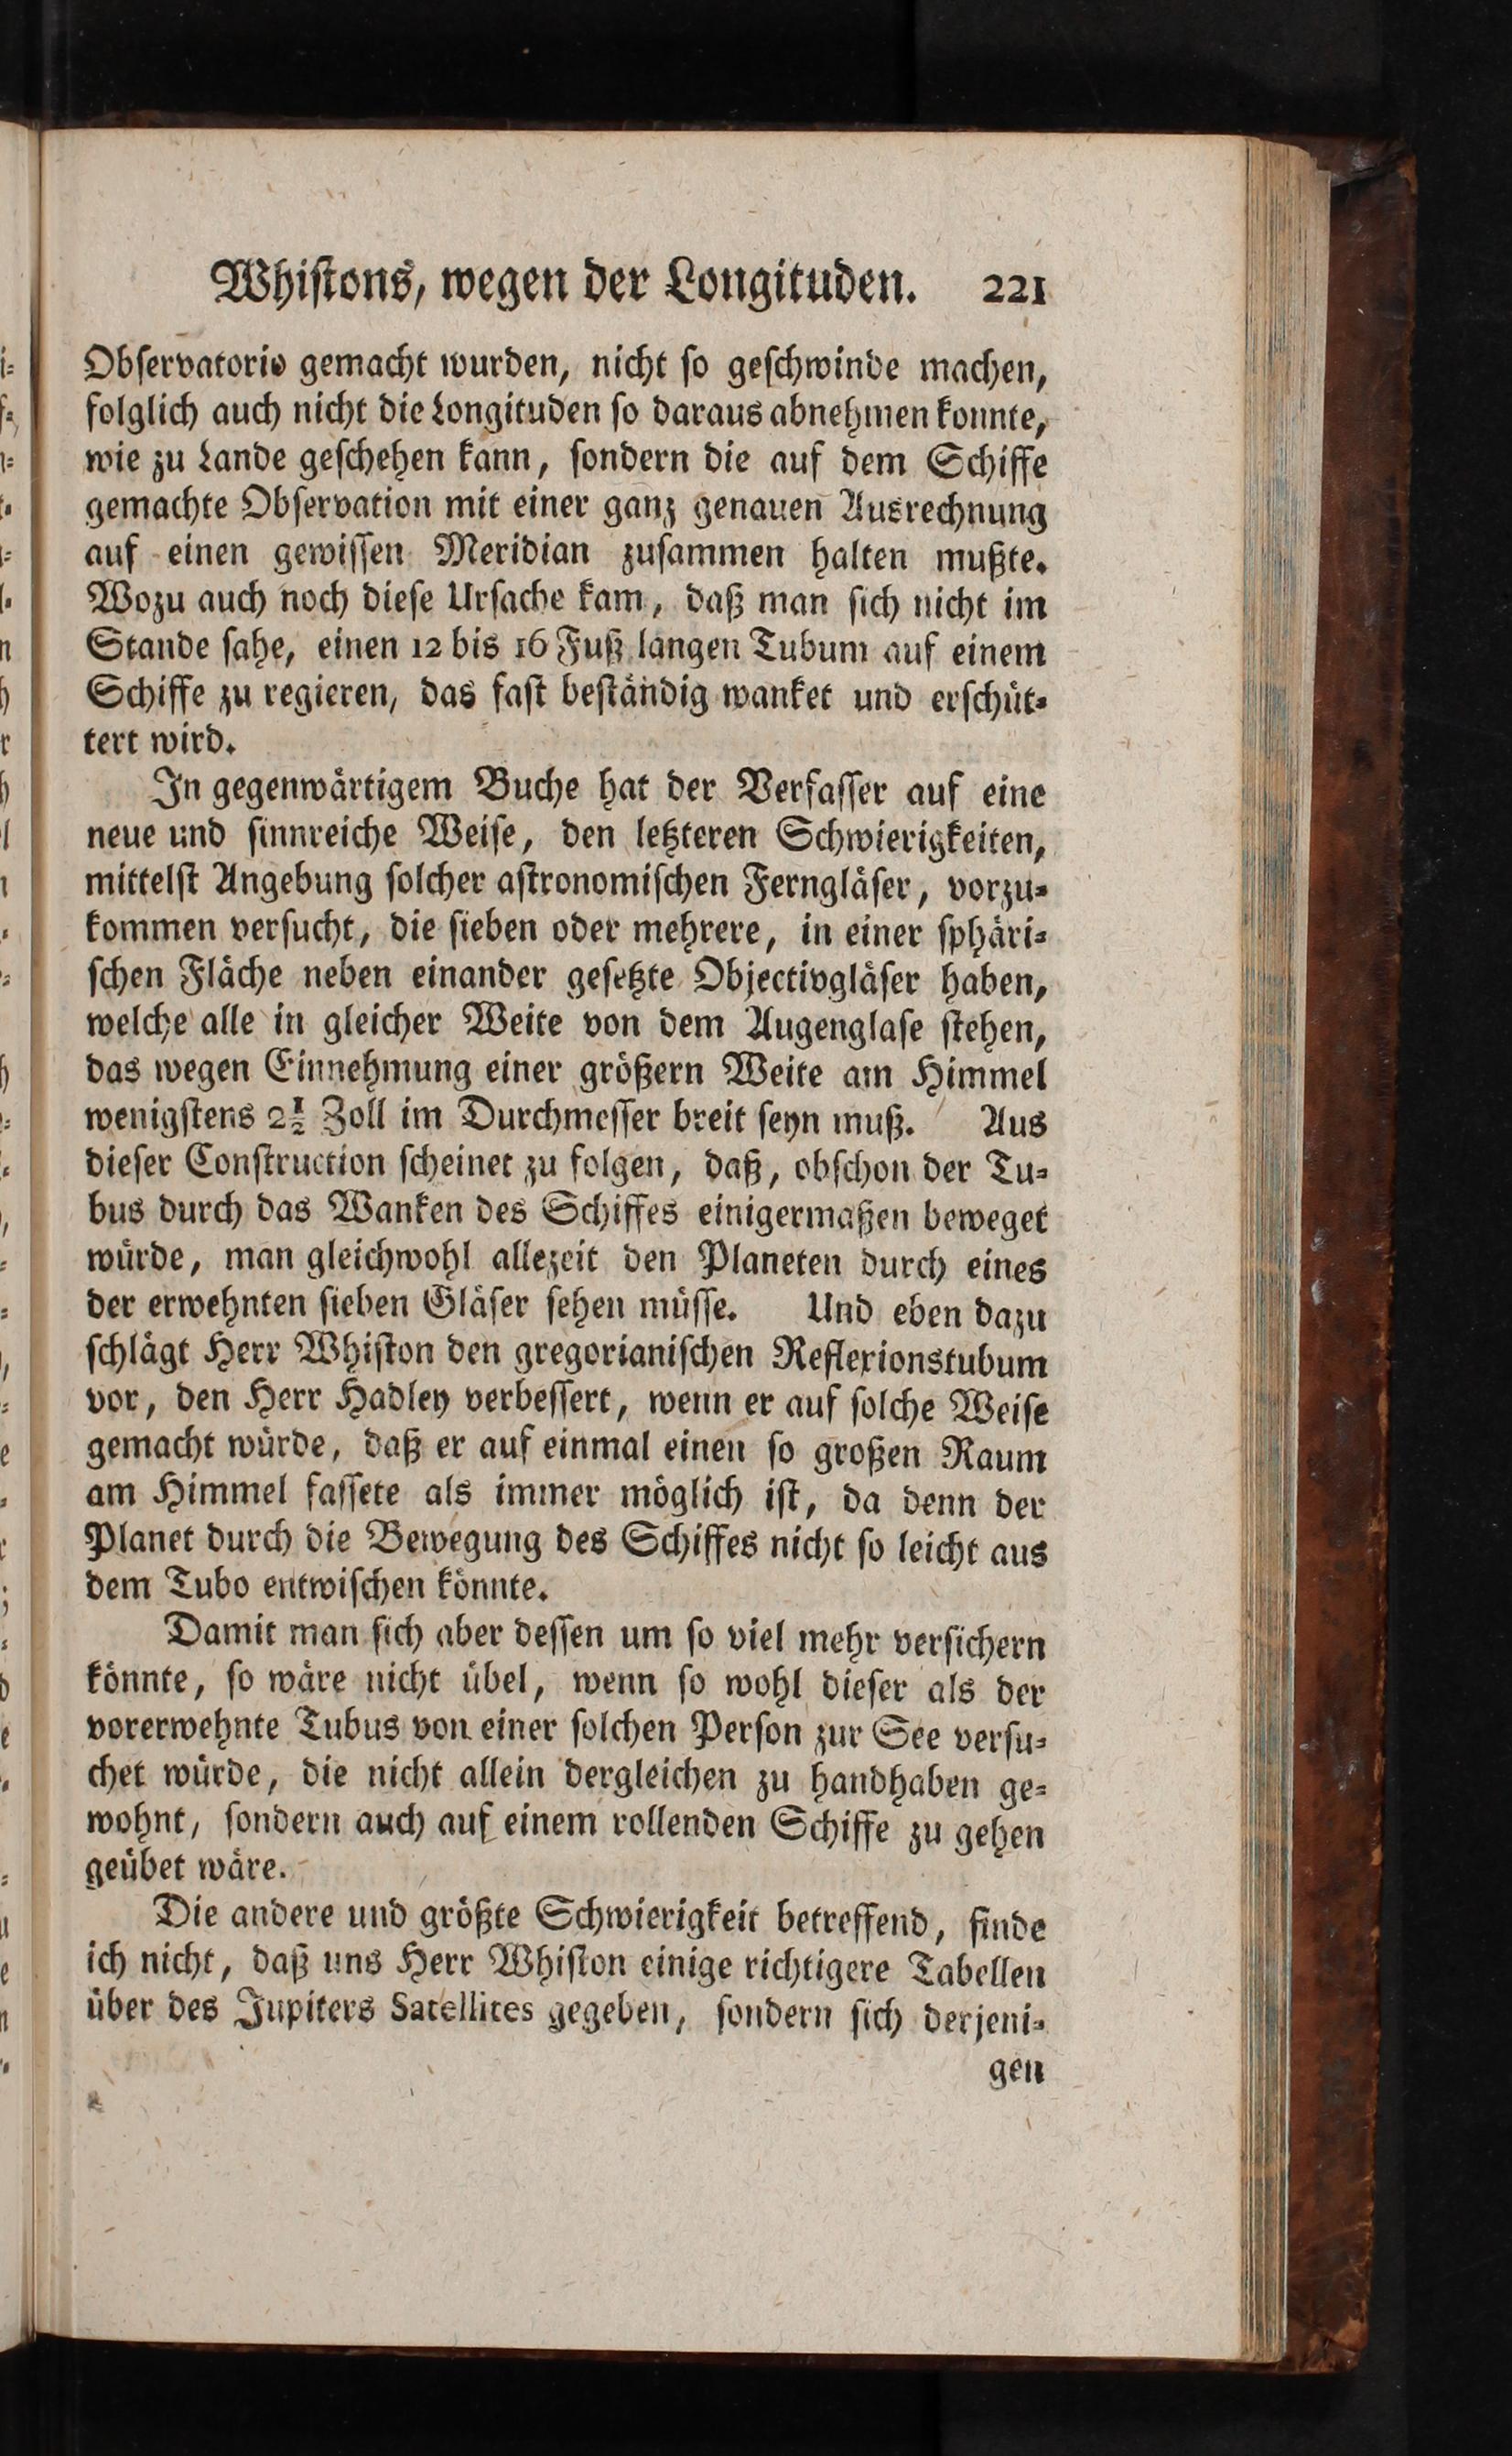 Whiſtons, wegen der Longituden. 221
Obſervatorio gemacht wurden, nicht ſo geſchwinde machen,
folglich auch nicht die Longituden ſo daraus abnehmen konnte,
wie zu Lande geſchehen kann, ſondern die auf dem Schiffe
gemachte Obſervation mit einer ganz genauen Ausrechnung
auf einen gewiſſen Meridian zuſammen halten mußte.
Wozu auch noch dieſe Urſache kam, daß man ſich nicht im
Stande ſahe, einen 12 bis 16 Fuß langen Tubum auf einem
Schiffe zu regieren, das faſt beſtändig wanket und erſchüt-
tert wird.
In gegenwärtigem Buche hat der Verfaſſer auf eine
neue und ſinnreiche Weiſe, den letzteren Schwierigkeiten,
mittelſt Angebung ſolcher aſtronomiſchen Ferngläſer, vorzu-
kommen verſucht, die ſieben oder mehrere, in einer ſphäri-
ſchen Fläche neben einander geſetzte Objectivgläſer haben,
welche alle in gleicher Weite von dem Augenglaſe ſtehen,
das wegen Einnehmung einer größern Weite am Himmel
wenigſtens 2½ Zoll im Durchmeſſer breit ſeyn muß. Aus
dieſer Conſtruction ſcheinet zu folgen, daß, obſchon der Tu-
bus durch das Wanken des Schiffes einigermaßen beweget
würde, man gleichwohl allezeit den Planeten durch eines
der erwehnten ſieben Gläſer ſehen müſſe. Und eben dazu
ſchlägt Herr Whiſton den gregorianiſchen Reflexionstubum
vor, den Herr Hadley verbeſſert, wenn er auf ſolche Weiſe
gemacht würde, daß er auf einmal einen ſo großen Raum
am Himmel faſſete als immer möglich iſt, da denn der
Planet durch die Bewegung des Schiffes nicht ſo leicht aus
dem Tubo entwiſchen könnte.
Damit man ſich aber deſſen um ſo viel mehr verſichern
könnte, ſo wäre nicht übel, wenn ſo wohl dieſer als der
vorerwehnte Tubus von einer ſolchen Perſon zur See verſu-
chet würde, die nicht allein dergleichen zu handhaben ge-
wohnt, ſondern auch auf einem rollenden Schiffe zu gehen
geübet wäre.
Die andere und größte Schwierigkeit betreffend, finde
ich nicht, daß uns Herr Whiſton einige richtigere Tabellen
über des Jupiters Satellites gegeben, ſondern ſich derjeni-
gen